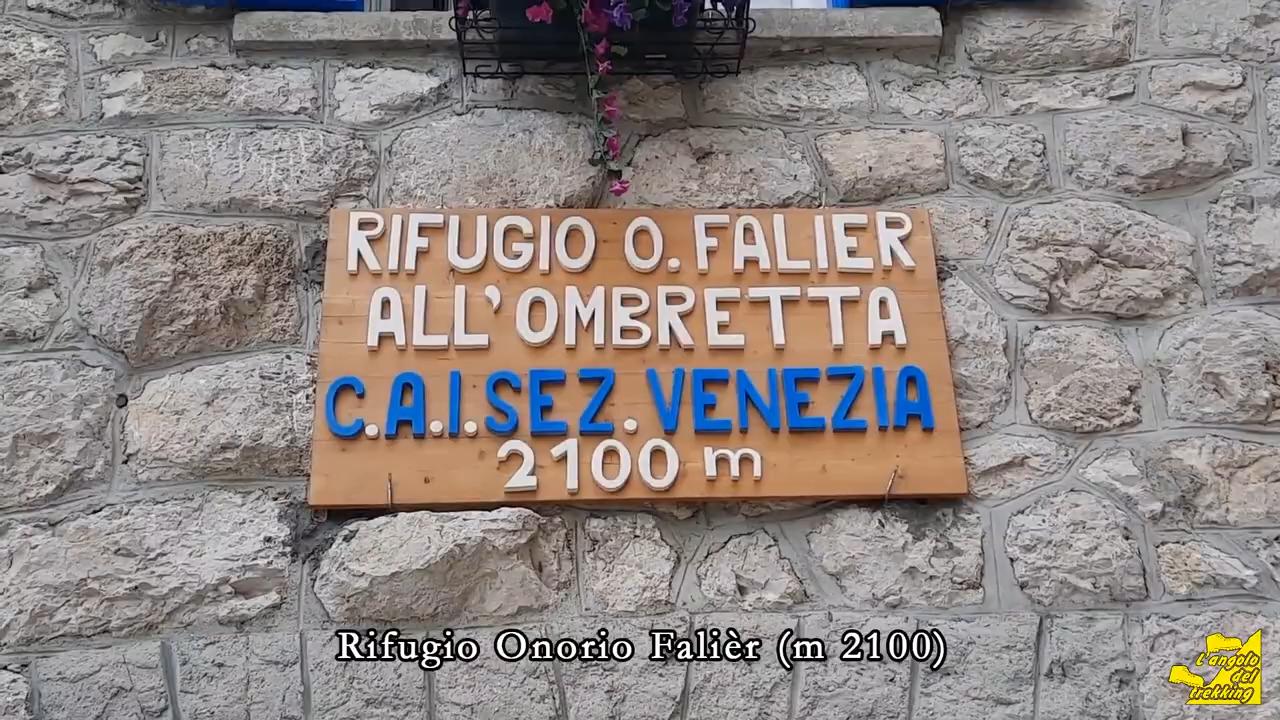 RIFUGIO O. FALIER
ALL'OMBRETTA
C.A.I. SEZ. VENEZIA
2100 m
Rifugio Onorio Falièr (m 2100)
L'angolo
del
trekking